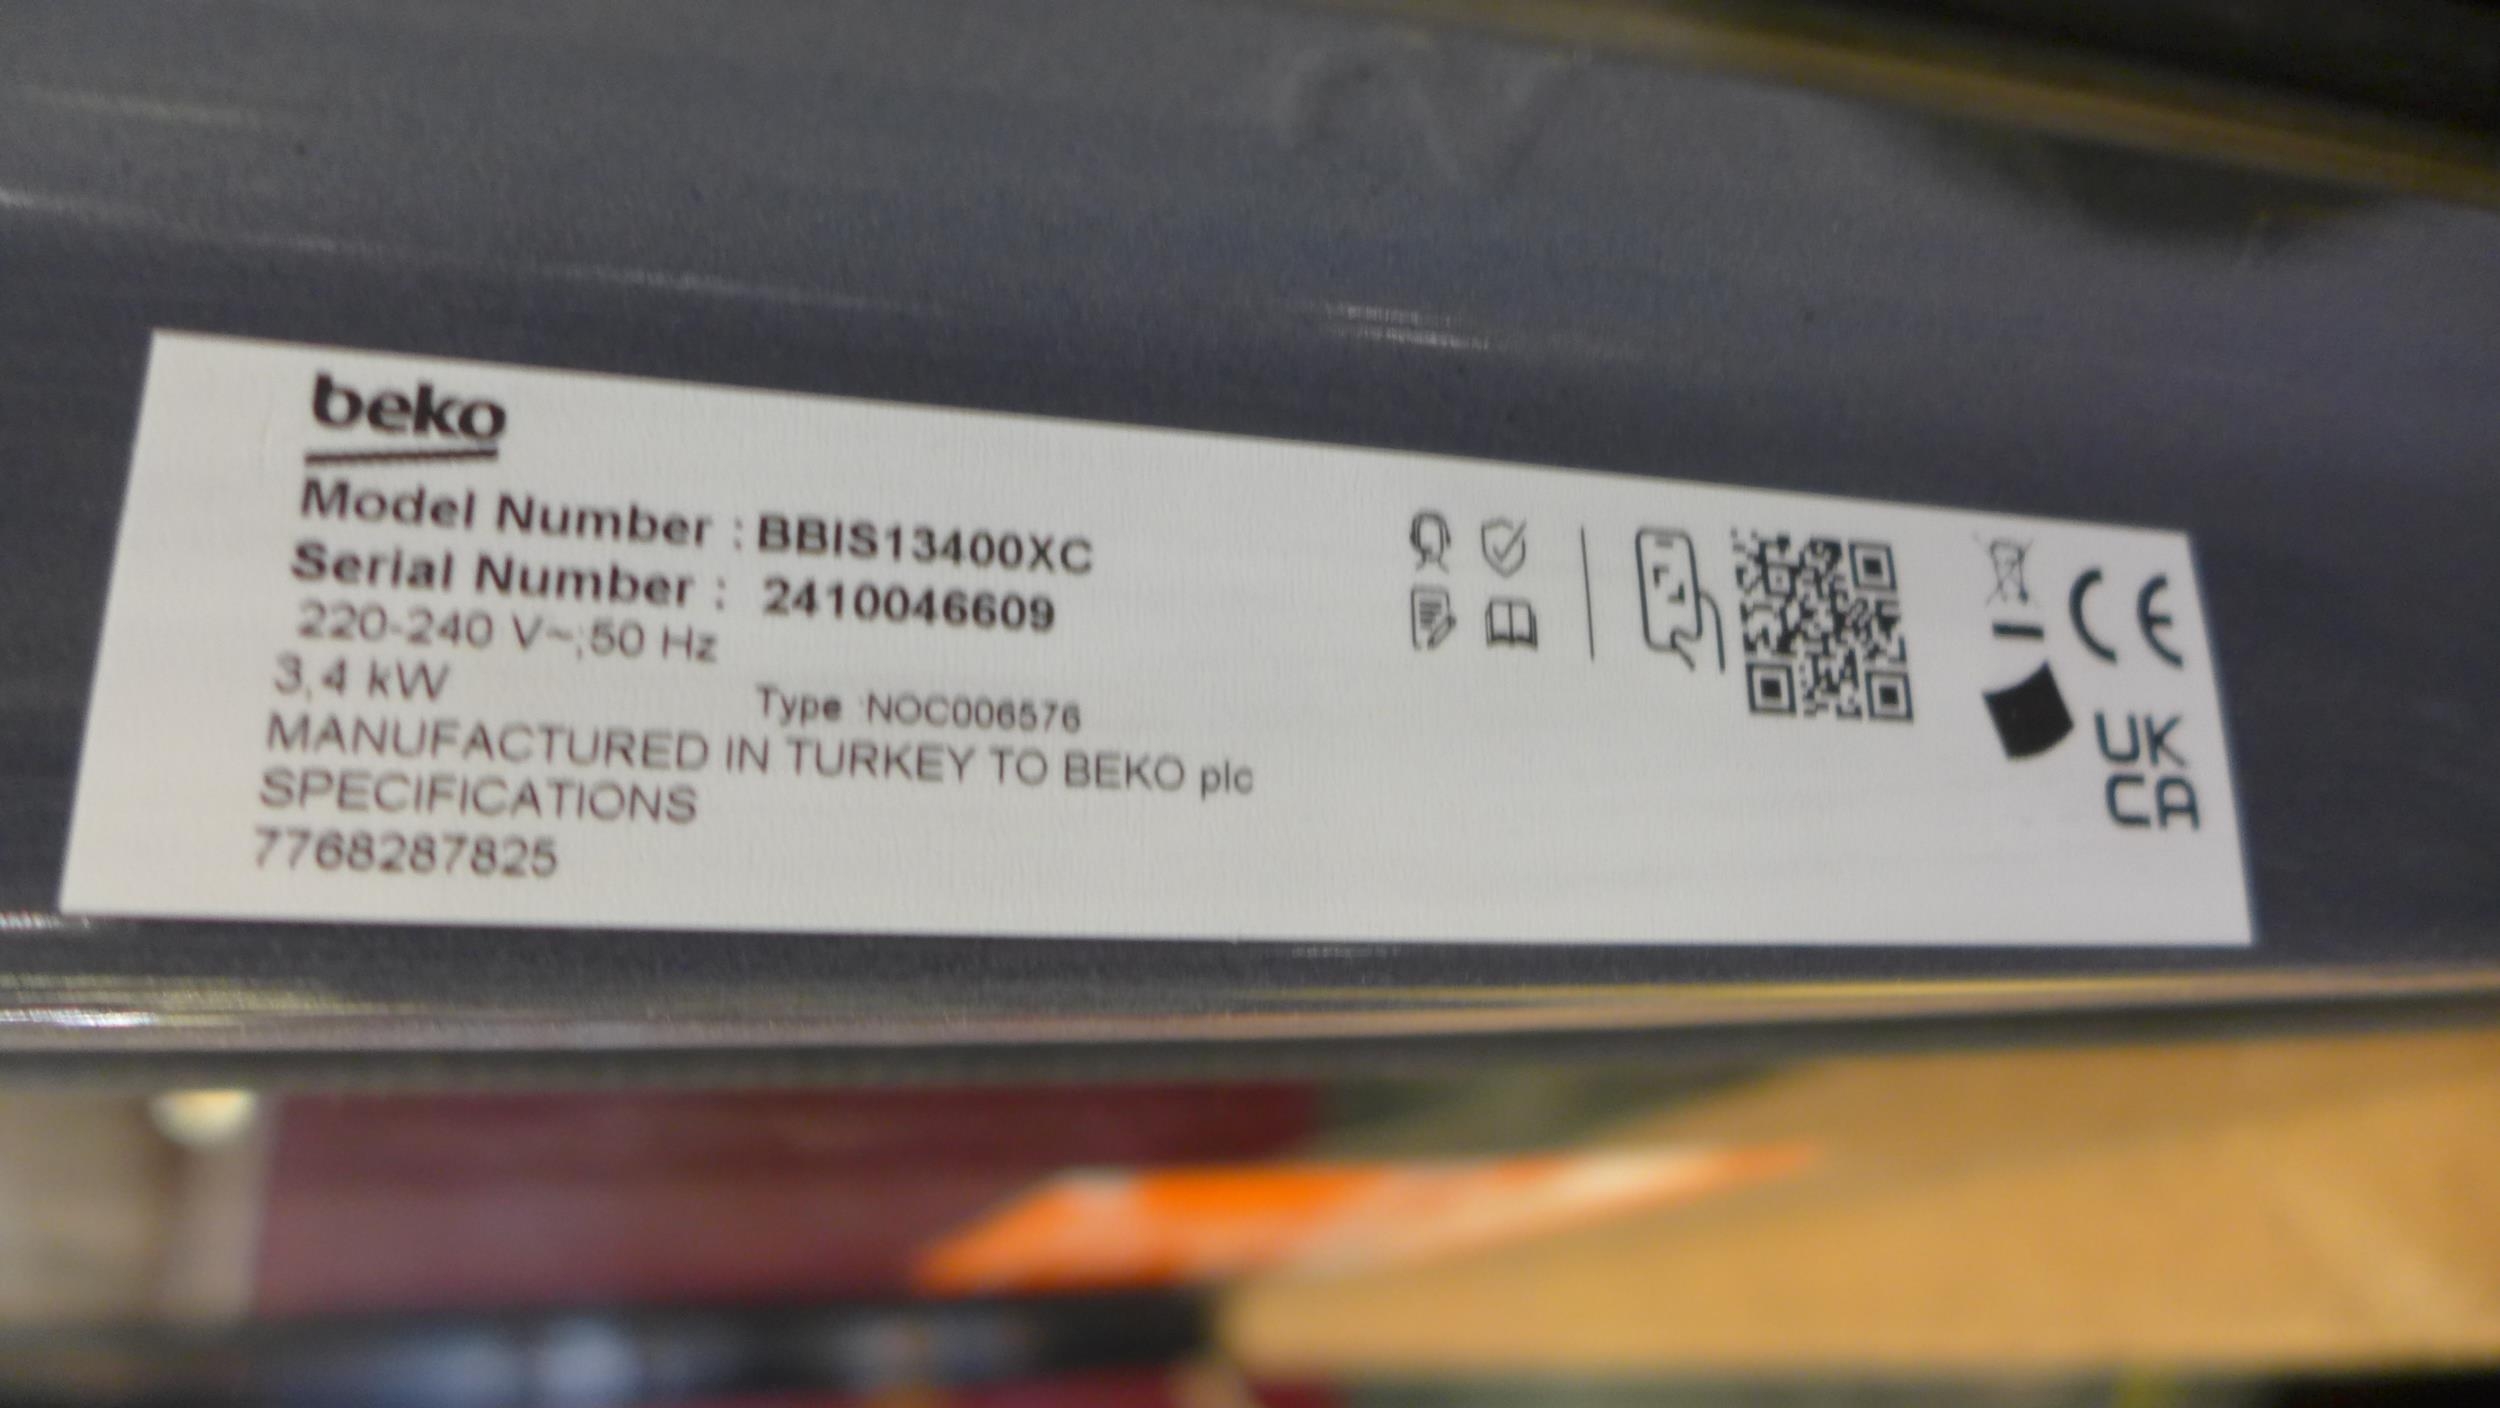 beko
Model Number : BBIS13400XC
Serial Number : 2410046609
220-240 V~;50 Hz
3,4 kW
Type :NOC006576
MANUFACTURED IN TURKEY TO BEKO plc
SPECIFICATIONS
7768287825
CE
UK
CA